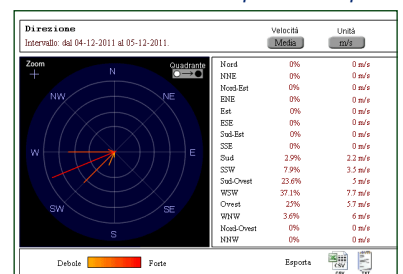 Direzione
Intervallo: dal 04-12-2011 al 05-12-2011.
Velocità
Media
Unità
m/s
Zoom
Quadrante
N
NW
NE
W
E
SW
SE
S
Nord 0% 0 m/s
NNE 0% 0 m/s
Nord-Est 0% 0 m/s
ENE 0% 0 m/s
Est 0% 0 m/s
ESE 0% 0 m/s
Sud-Est 0% 0 m/s
SSE 0% 0 m/s
Sud 2.9% 2.2 m/s
SSW 7.9% 3.5 m/s
Sud-Ovest 23.6% 5 m/s
WSW 37.1% 7.7 m/s
Ovest 25% 5.7 m/s
WNW 3.6% 6 m/s
Nord-Ovest 0% 0 m/s
NNW 0% 0 m/s
Debole Forte
Esporta
CSV
CSV TXT